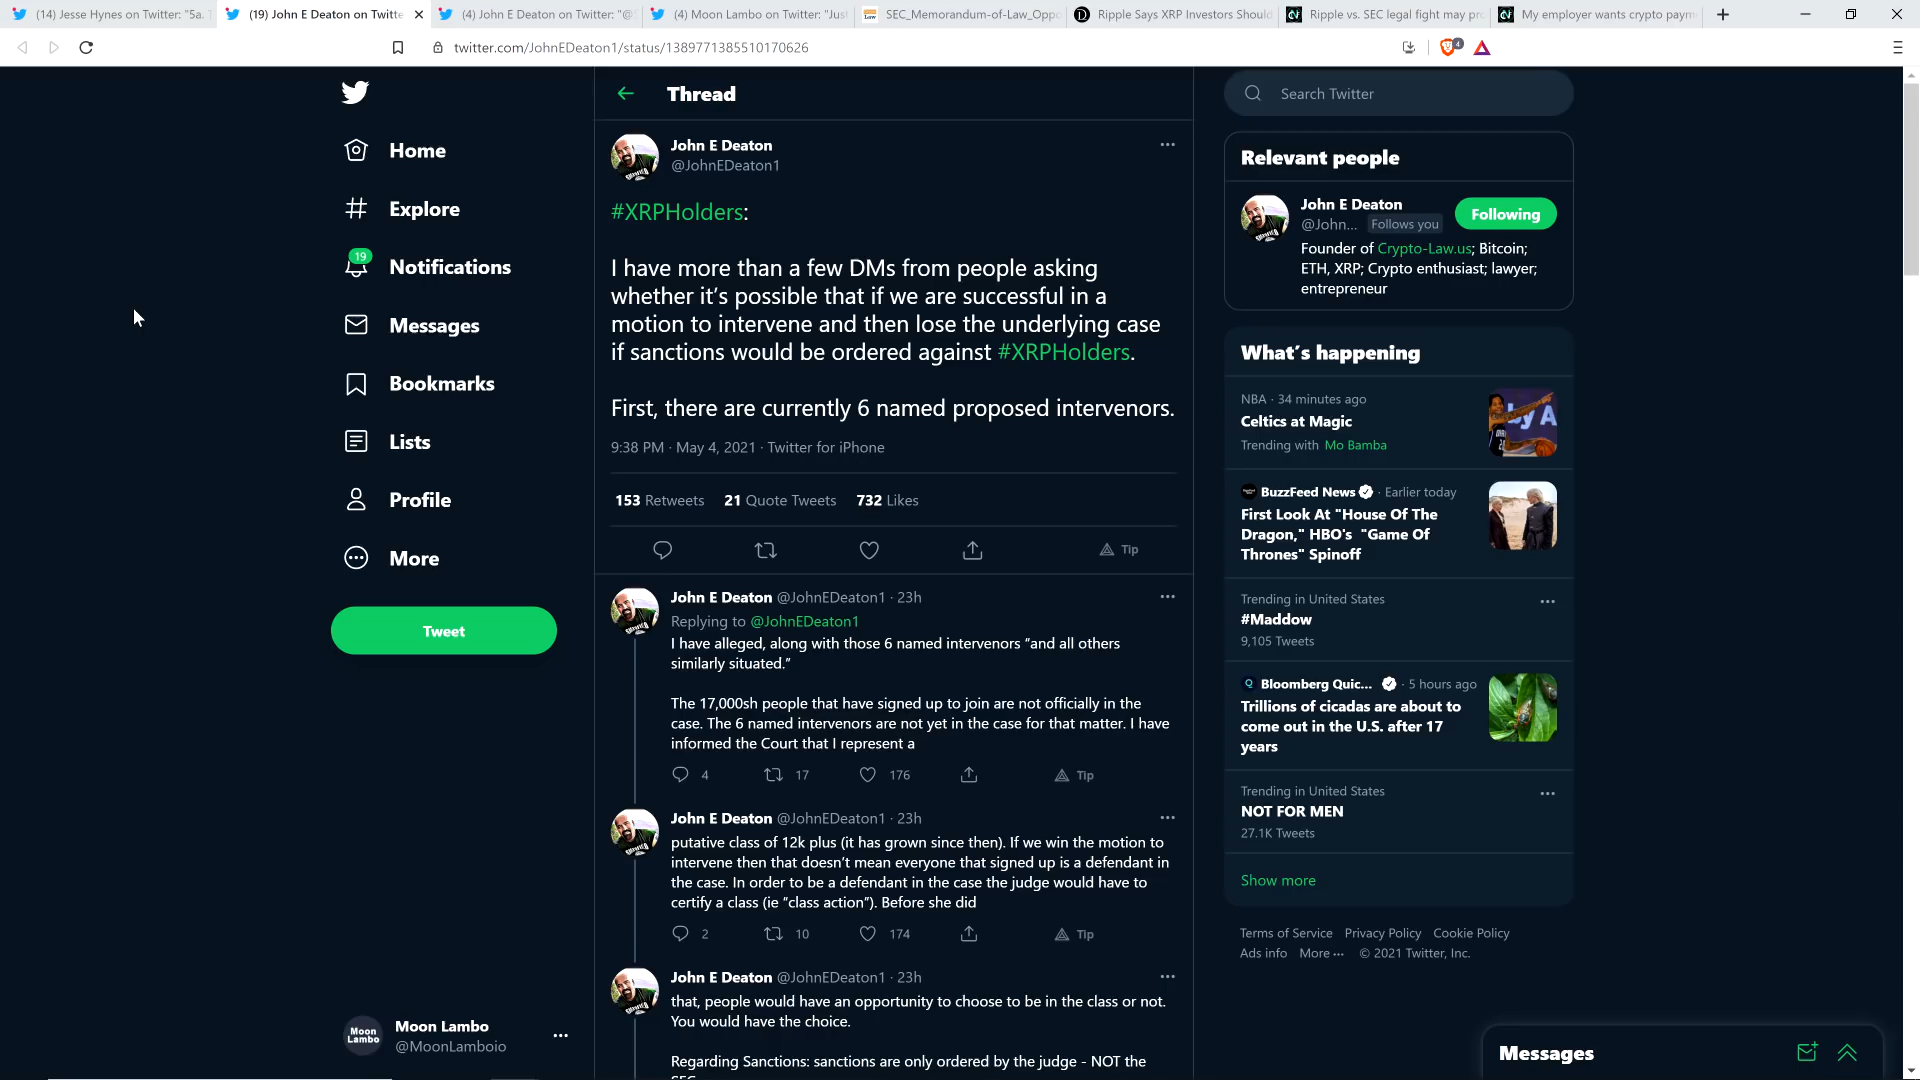 (14) Jesse Hynes on Twitter: "5a. T
(19) John E Deaton on Twitte
(4) John E Deaton on Twitter: "@
(4) Moon Lambo on Twitter: "Just
SEC_Memorandum-of-Law_Oppo
Ripple Says XRP Investors Should
Ripple vs. SEC legal fight may pro
My employer wants crypto paym
twitter.com/JohnEDeaton1/status/1389771385510170626
4
Home
Explore
19
Notifications
Messages
Bookmarks
Lists
Profile
More
Tweet
Moon Lambo
Moon Lambo
@MoonLamboio
Thread
John E Deaton
@JohnEDeaton1
#XRPHolders:
I have more than a few DMs from people asking
whether it’s possible that if we are successful in a
motion to intervene and then lose the underlying case
if sanctions would be ordered against #XRPHolders.
First, there are currently 6 named proposed intervenors.
9:38 PM · May 4, 2021 · Twitter for iPhone
153 Retweets 21 Quote Tweets 732 Likes
Tip
John E Deaton @JohnEDeaton1 · 23h
Replying to @JohnEDeaton1
I have alleged, along with those 6 named intervenors “and all others
similarly situated.”
The 17,000sh people that have signed up to join are not officially in the
case. The 6 named intervenors are not yet in the case for that matter. I have
informed the Court that I represent a
4 17 176 Tip
John E Deaton @JohnEDeaton1 · 23h
putative class of 12k plus (it has grown since then). If we win the motion to
intervene then that doesn’t mean everyone that signed up is a defendant in
the case. In order to be a defendant in the case the judge would have to
certify a class (ie “class action”). Before she did
2 10 174 Tip
John E Deaton @JohnEDeaton1 · 23h
that, people would have an opportunity to choose to be in the class or not.
You would have the choice.
Regarding Sanctions: sanctions are only ordered by the judge - NOT the
Search Twitter
Relevant people
John E Deaton
@John... Follows you
Following
Founder of Crypto-Law.us; Bitcoin;
ETH, XRP; Crypto enthusiast; lawyer;
entrepreneur
What’s happening
NBA · 34 minutes ago
Celtics at Magic
Trending with Mo Bamba
BuzzFeed News · Earlier today
First Look At "House Of The
Dragon," HBO's "Game Of
Thrones" Spinoff
Trending in United States
#Maddow
9,105 Tweets
Bloomberg Quic... · 5 hours ago
Trillions of cicadas are about to
come out in the U.S. after 17
years
Trending in United States
NOT FOR MEN
27.1K Tweets
Show more
Terms of Service Privacy Policy Cookie Policy
Ads info More ··· © 2021 Twitter, Inc.
Messages